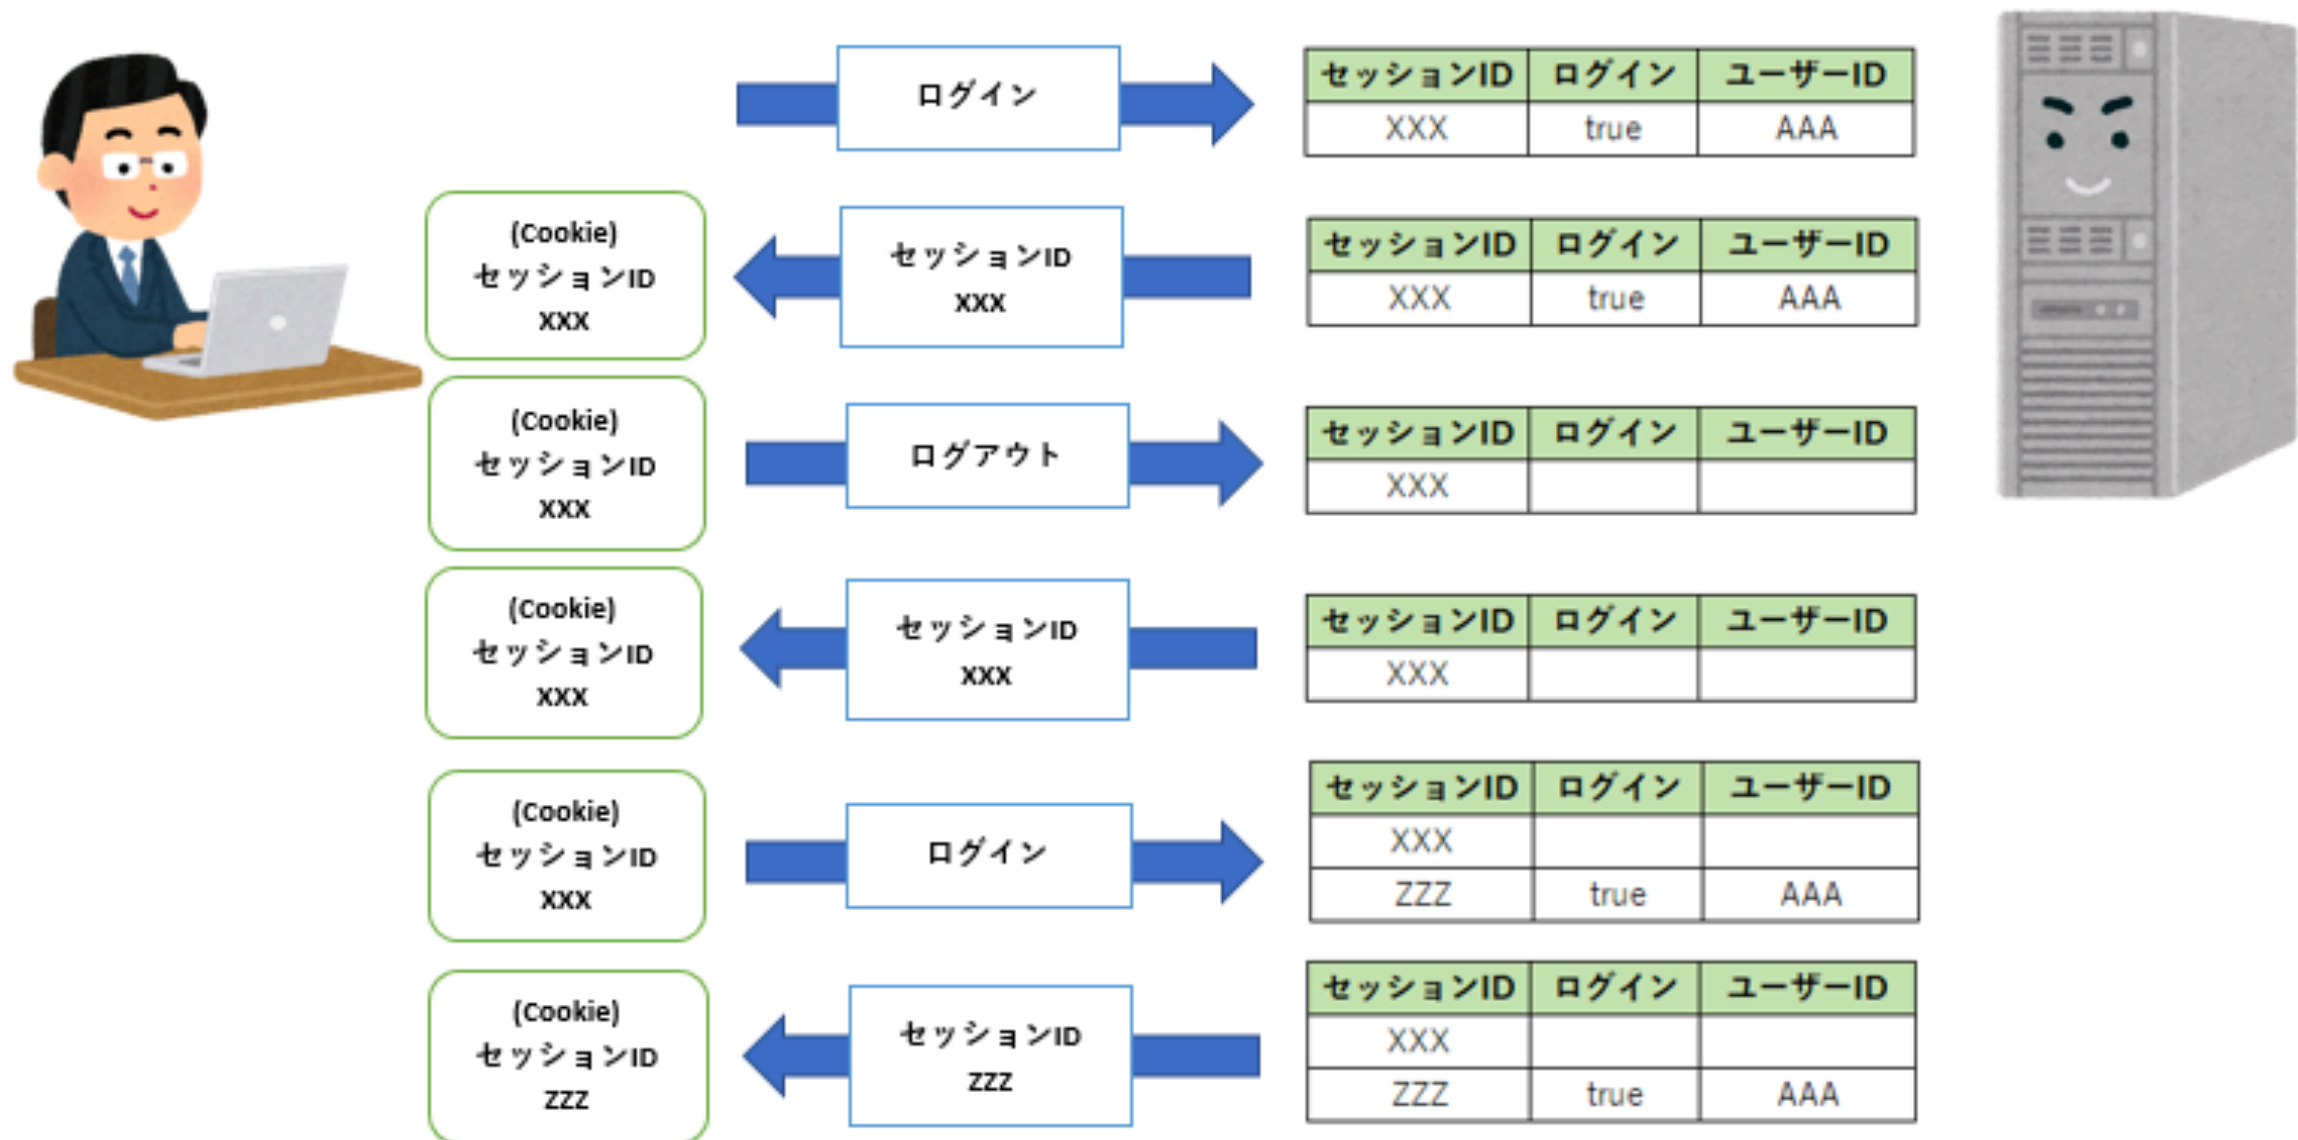 ログイン
セッションID ログイン ユーザーID
XXX true AAA
(Cookie)
セッションID
XXX
セッションID
XXX
セッションID ログイン ユーザーID
XXX true AAA
(Cookie)
セッションID
XXX
ログアウト
セッションID ログイン ユーザーID
XXX
(Cookie)
セッションID
XXX
セッションID
XXX
セッションID ログイン ユーザーID
XXX
(Cookie)
セッションID
XXX
ログイン
セッションID ログイン ユーザーID
XXX
ZZZ true AAA
(Cookie)
セッションID
ZZZ
セッションID
ZZZ
セッションID ログイン ユーザーID
XXX
ZZZ true AAA